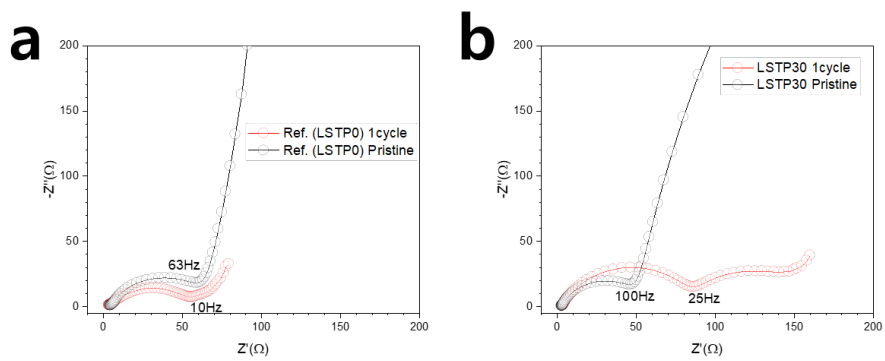 a
200
150
100
50
0
-Z''(Ω)
Ref. (LSTP0) 1cycle
Ref. (LSTP0) Pristine
63Hz
10Hz
0 50 100 150 200
Z'(Ω)
b
200
150
100
50
0
-Z''(Ω)
LSTP30 1cycle
LSTP30 Pristine
100Hz
25Hz
0 50 100 150 200
Z'(Ω)